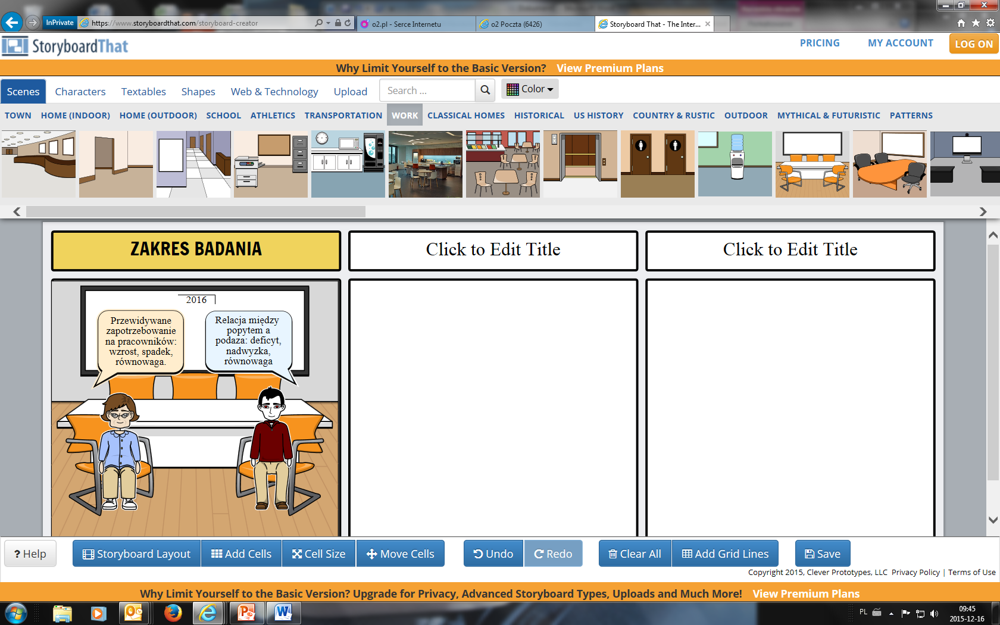 InPrivate
https://www.storyboardthat.com/storyboard-creator
o2.pl - Serce Internetu
o2 Poczta (6426)
Storyboard That - The Inter...
StoryboardThat
PRICING
MY ACCOUNT
LOG ON
Why Limit Yourself to the Basic Version? View Premium Plans
Scenes
Characters
Textables
Shapes
Web & Technology
Upload
Search ...
Color
TOWN
HOME (INDOOR)
HOME (OUTDOOR)
SCHOOL
ATHLETICS
TRANSPORTATION
WORK
CLASSICAL HOMES
HISTORICAL
US HISTORY
COUNTRY & RUSTIC
OUTDOOR
MYTHICAL & FUTURISTIC
PATTERNS
ZAKRES BADANIA
Click to Edit Title
Click to Edit Title
2016
Przewidywane
zapotrzebowanie
na pracowników:
wzrost, spadek,
równowaga.
Relacja między
popytem a
podaza: deficyt,
nadwyzka,
równowaga
? Help
Storyboard Layout
Add Cells
Cell Size
Move Cells
Undo
Redo
Clear All
Add Grid Lines
Save
Copyright 2015, Clever Prototypes, LLC Privacy Policy | Terms of Use
Why Limit Yourself to the Basic Version? Upgrade for Privacy, Advanced Storyboard Types, Uploads and Much More! View Premium Plans
PL
09:45
2015-12-16